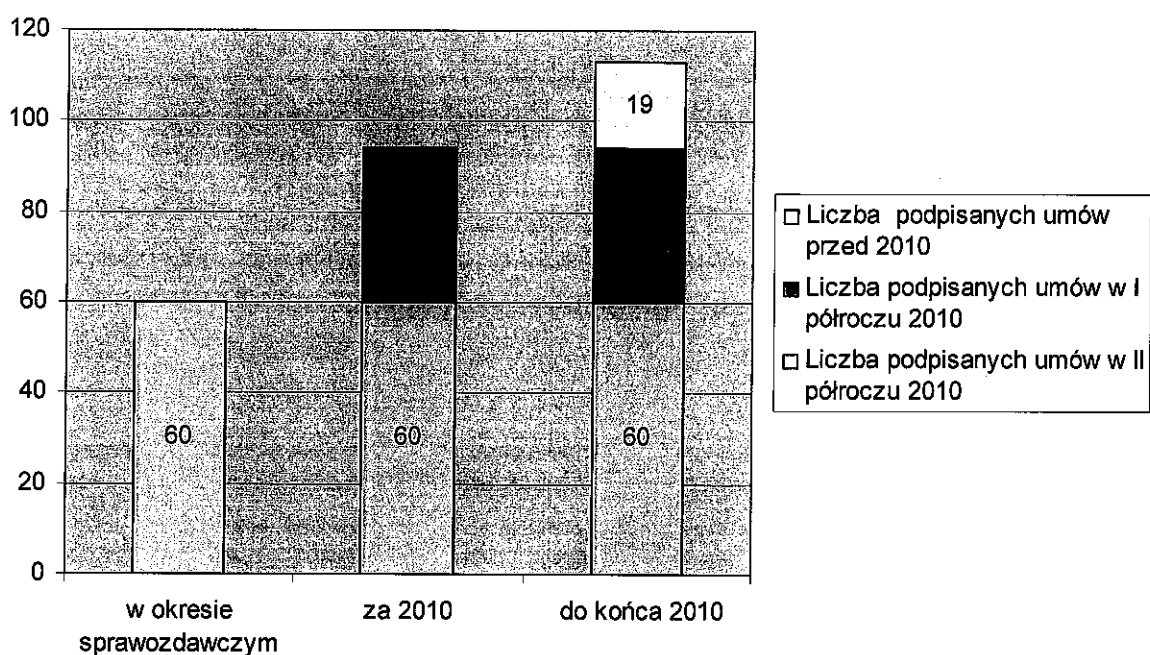 120
100
80
60
40
20
0
19
60
60
60
w okresie
sprawozdawczym
za 2010
do końca 2010
Liczba podpisanych umów
przed 2010
Liczba podpisanych umów w I
półroczu 2010
Liczba podpisanych umów w II
półroczu 2010